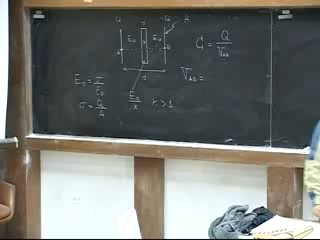 Q -Q A
E₀ E₀
A B
d
C = Q / V_AB
V_AB =
E₀ = σ / ε₀
σ = Q / A
E₀ / κ κ > 1